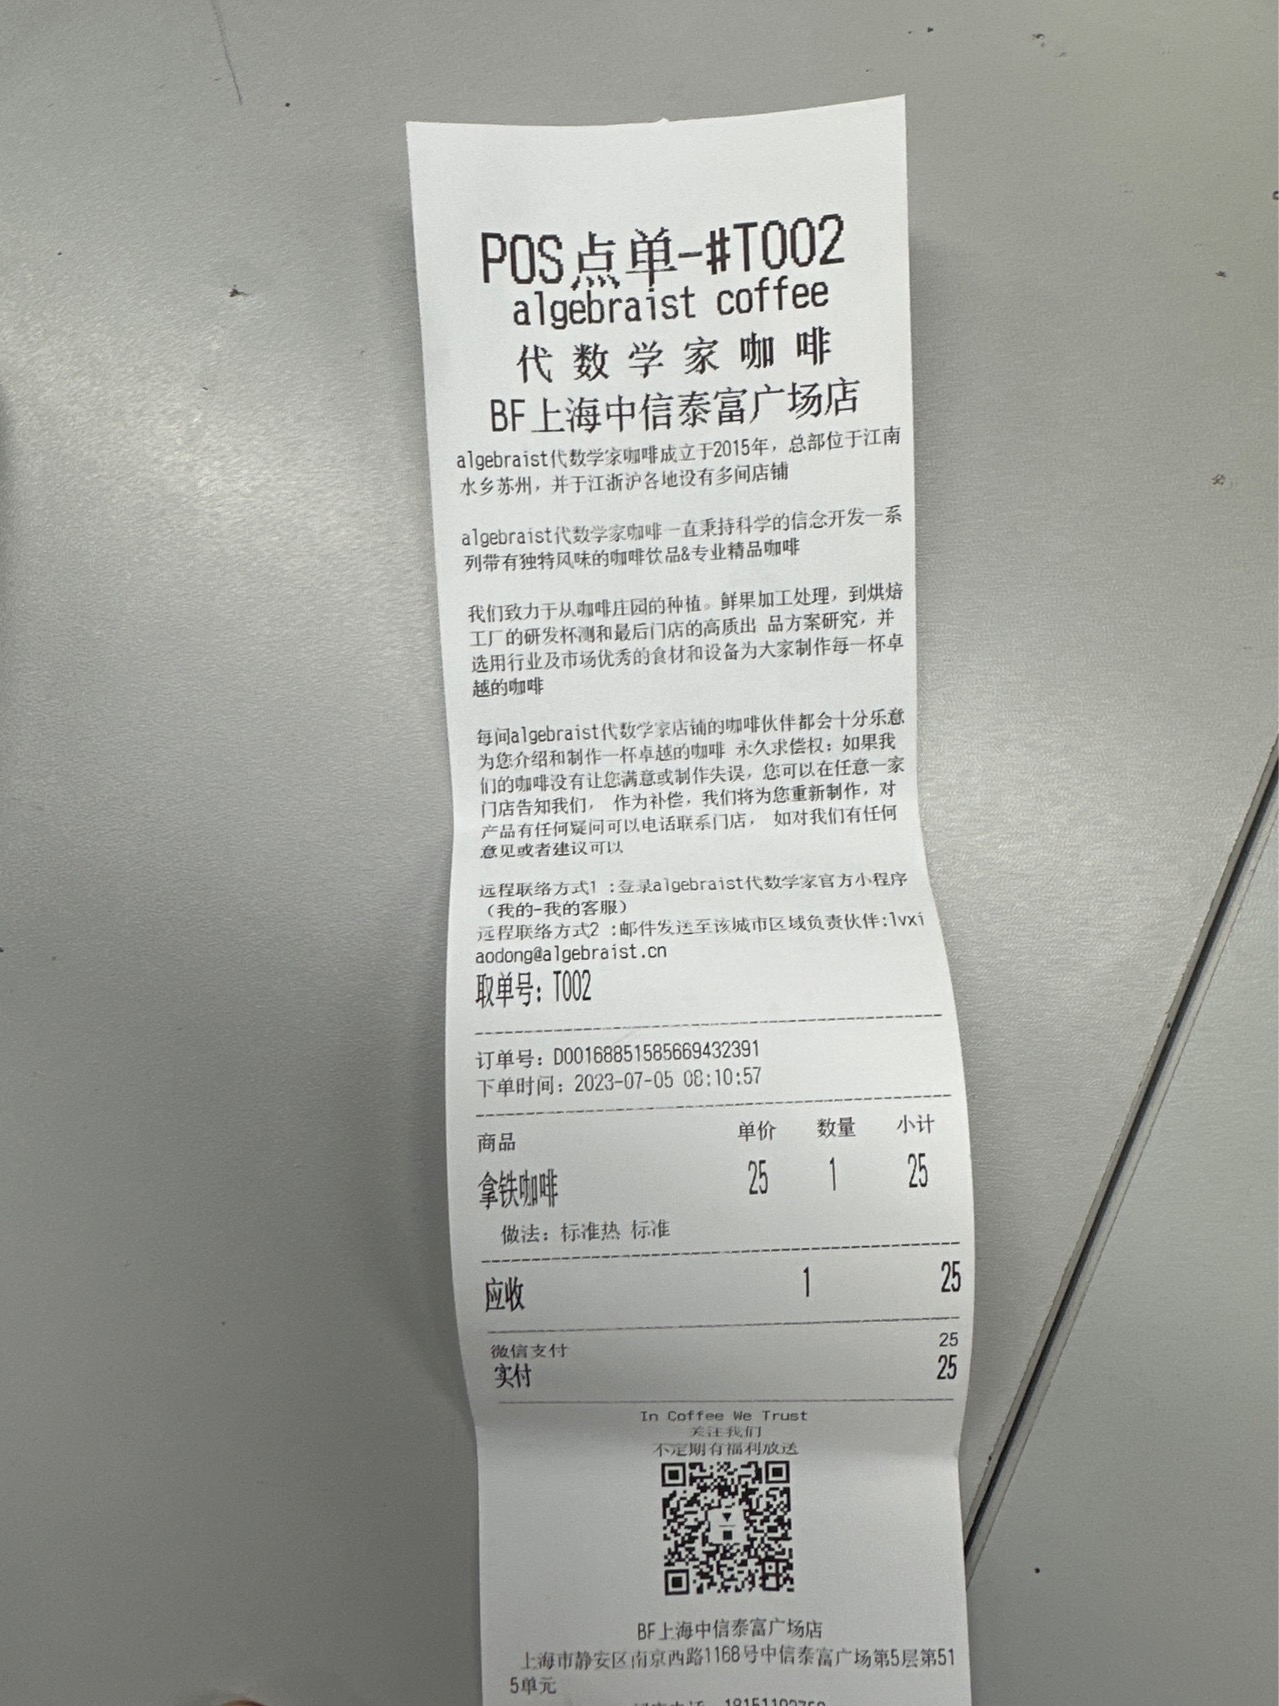 POS点单-#T002
algebraist coffee
代数学家咖啡
BF上海中信泰富广场店
algebraist代数学家咖啡成立于2015年，总部位于江南
水乡苏州，并于江浙沪各地设有多间店铺
algebraist代数学家咖啡一直秉持科学的信念开发一系
列带有独特风味的咖啡饮品&专业精品咖啡
我们致力于从咖啡庄园的种植。鲜果加工处理，到烘焙
工厂的研发杯测和最后门店的高质出 品方案研究，并
选用行业及市场优秀的食材和设备为大家制作每一杯卓
越的咖啡
每间algebraist代数学家店铺的咖啡伙伴都会十分乐意
为您介绍和制作一杯卓越的咖啡 永久求偿权：如果我
们的咖啡没有让您满意或制作失误，您可以在任意一家
门店告知我们， 作为补偿，我们将为您重新制作，对
产品有任何疑问可以电话联系门店， 如对我们有任何
意见或者建议可以
远程联络方式1 :登录algebraist代数学家官方小程序
（我的-我的客服）
远程联络方式2 :邮件发送至该城市区域负责伙伴:lvxi
aodong@algebraist.cn
取单号：T002
订单号：D00168851585669432391
下单时间：2023-07-05 08:10:57
商品 单价 数量 小计
拿铁咖啡 25 1 25
做法：标准热 标准
应收 1 25
微信支付 25
实付 25
In Coffee We Trust
关注我们
不定期有福利放送
BF上海中信泰富广场店
上海市静安区南京西路1168号中信泰富广场第5层第51
5单元